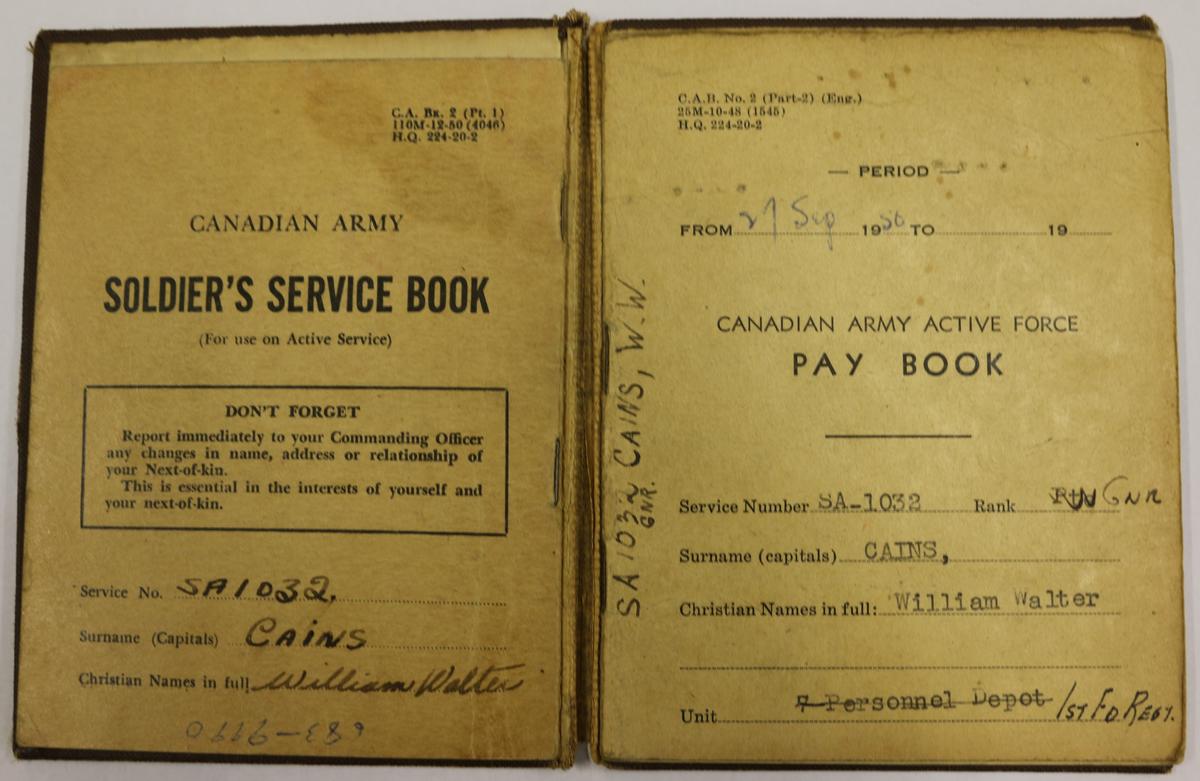 C.A. BK. 2 (Pt. 1)
110M-12-50 (4046)
H.Q. 224-20-2
CANADIAN ARMY
SOLDIER'S SERVICE BOOK
(For use on Active Service)
DON'T FORGET
Report immediately to your Commanding Officer
any changes in name, address or relationship of
your Next-of-kin.
This is essential in the interests of yourself and
your next-of-kin.
Service No. SA1032.
Surname (Capitals) CAINS
Christian Names in full William Walter
SA 1032 CAINS, W.W.
GNR.
C.A.B. No. 2 (Part-2) (Eng.)
25M-10-48 (1545)
H.Q. 224-20-2
— PERIOD —
FROM 27 Sep 1950 TO 19
CANADIAN ARMY ACTIVE FORCE
PAY BOOK
Service Number SA-1032 Rank GNR
Surname (capitals) CAINS,
Christian Names in full: William Walter
Unit 7 Personnel Depot 1ST FD REGT.